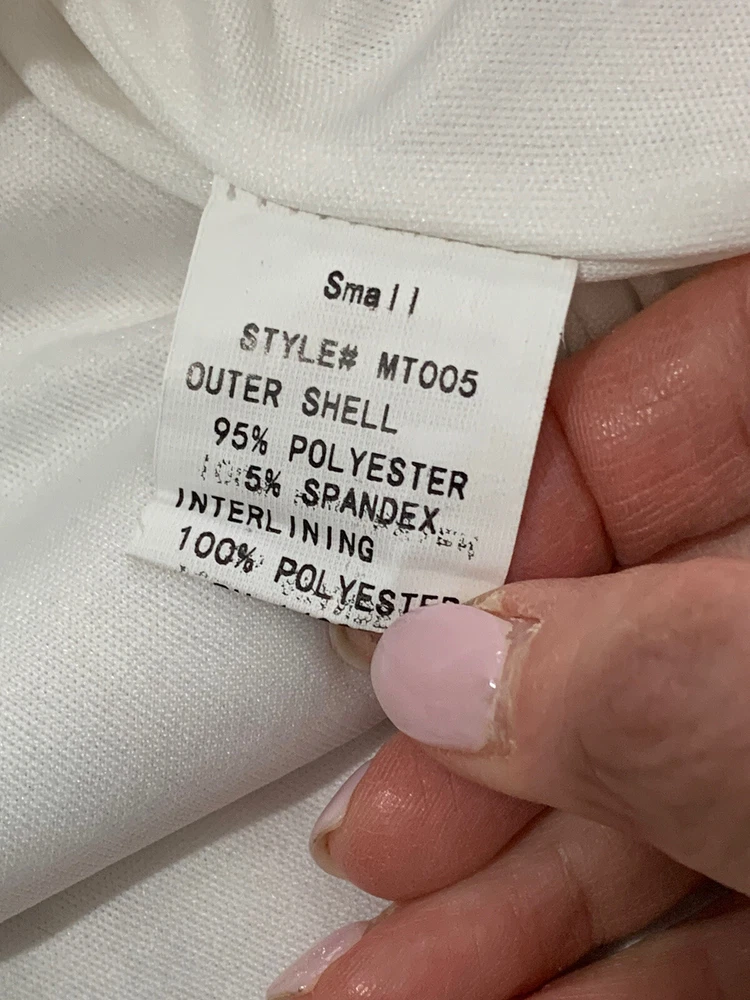 Small
STYLE# MT005
OUTER SHELL
95% POLYESTER
5% SPANDEX
INTERLINING
100% POLYESTER